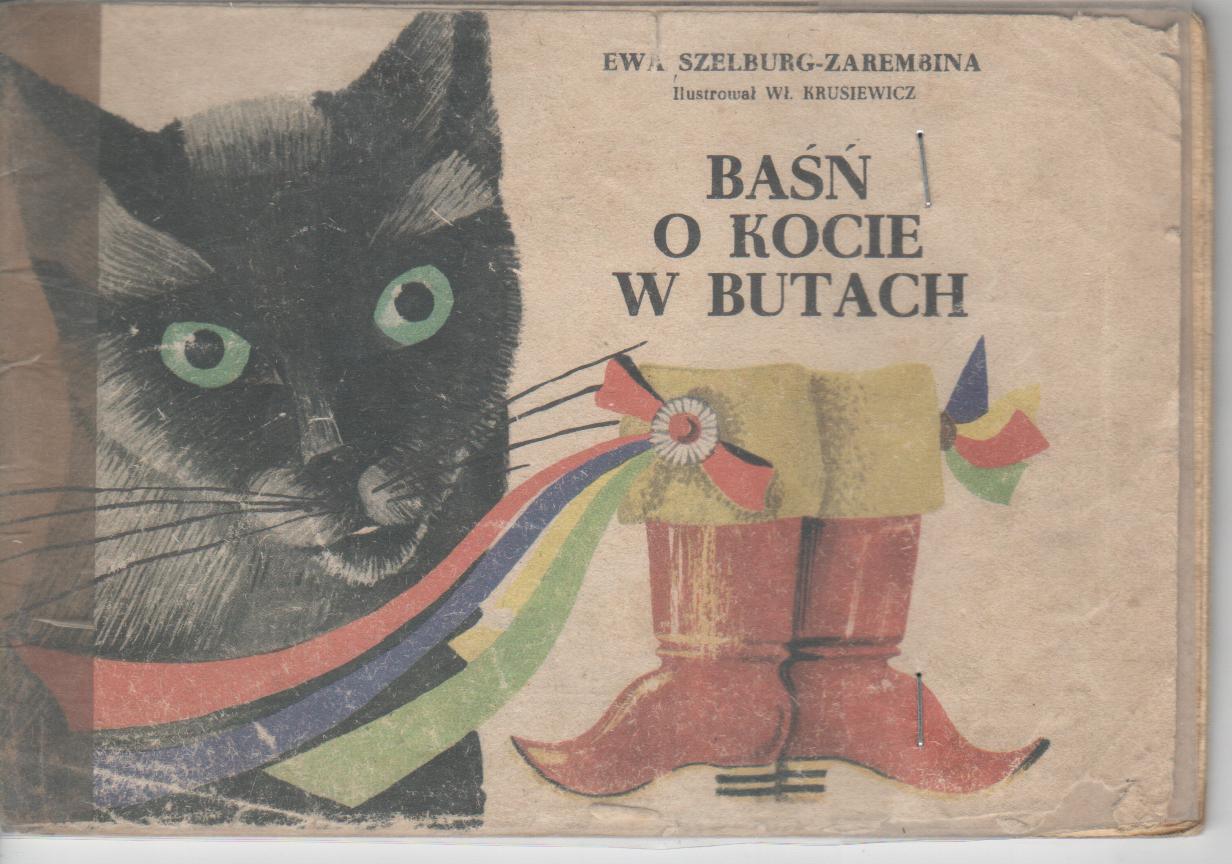 EWA SZELBURG-ZAREMBINA
Ilustrował Wł. KRUSIEWICZ
BAŚŃ
O KOCIE
W BUTACH